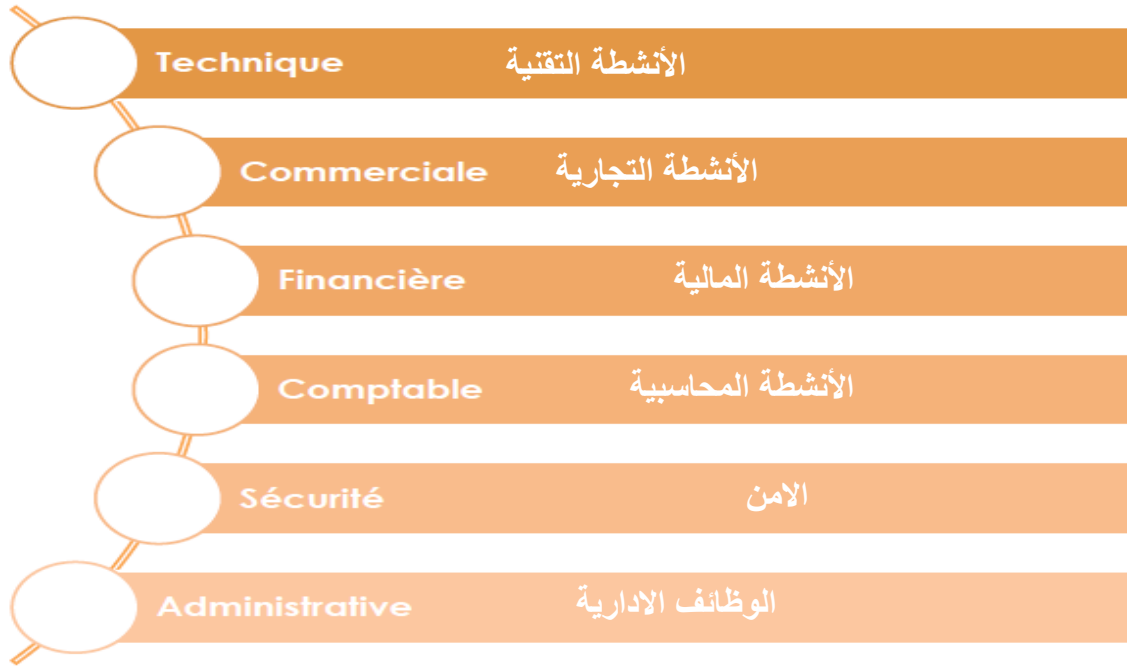 Technique الأنشطة التقنية
Commerciale الأنشطة التجارية
Financière الأنشطة المالية
Comptable الأنشطة المحاسبية
Sécurité الامن
Administrative الوظائف الادارية